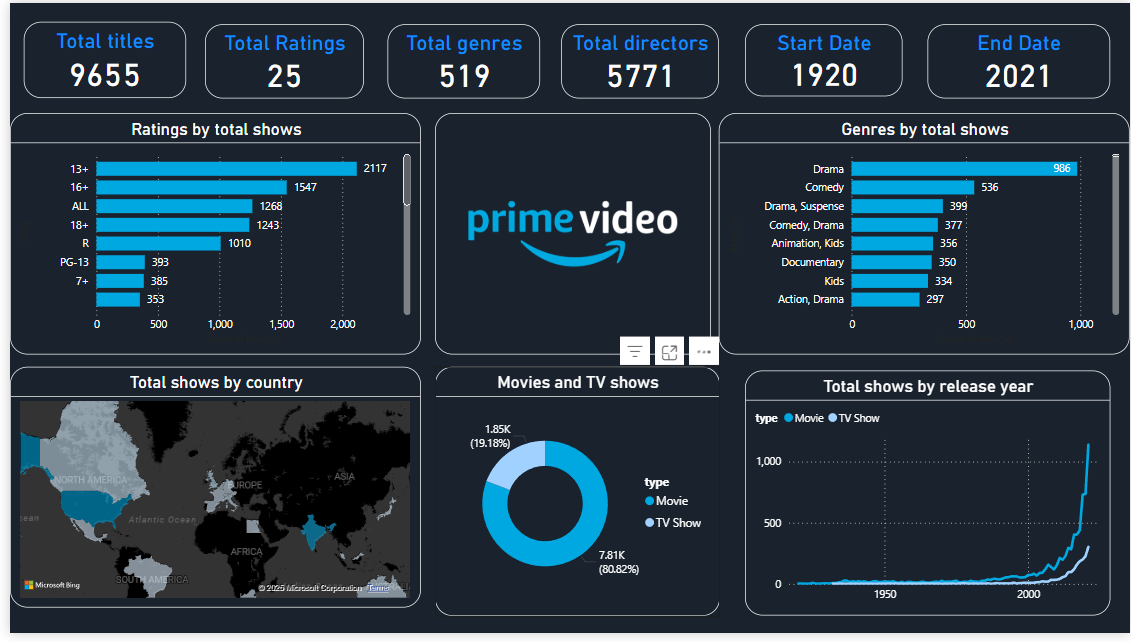 Total titles
9655
Total Ratings
25
Total genres
519
Total directors
5771
Start Date
1920
End Date
2021
Ratings by total shows
13+ 2117
16+ 1547
ALL 1268
18+ 1243
R 1010
PG-13 393
7+ 385
353
0 500 1,000 1,500 2,000
prime video
Genres by total shows
Drama 986
Comedy 536
Drama, Suspense 399
Comedy, Drama 377
Animation, Kids 356
Documentary 350
Kids 334
Action, Drama 297
0 500 1,000
Total shows by country
NORTH AMERICA
EUROPE
ASIA
ean
Atlantic Ocean
AFRICA
SOUTH AMERICA
Microsoft Bing
© 2025 Microsoft Corporation Terms
Movies and TV shows
1.85K
(19.18%)
type
Movie
TV Show
7.81K
(80.82%)
Total shows by release year
type Movie TV Show
1,000
500
0
1950 2000